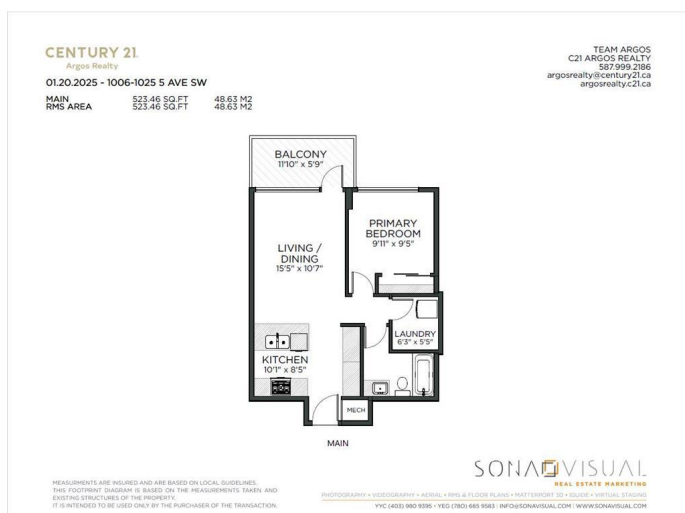 CENTURY 21.
Argos Realty
TEAM ARGOS
C21 ARGOS REALTY
587.999.2186
argosrealty@century21.ca
argosrealty.c21.ca
01.20.2025 - 1006-1025 5 AVE SW
MAIN 523.46 SQ.FT 48.63 M2
RMS AREA 523.46 SQ.FT 48.63 M2
BALCONY
11'10" x 5'9"
PRIMARY
BEDROOM
9'11" x 9'5"
LIVING /
DINING
15'5" x 10'7"
LAUNDRY
6'3" x 5'5"
KITCHEN
10'1" x 8'5"
MECH
MAIN
SONA VISUAL
REAL ESTATE MARKETING
MEASURMENTS ARE INSURED AND ARE BASED ON LOCAL GUIDELINES.
THIS FOOTPRINT DIAGRAM IS BASED ON THE MEASUREMENTS TAKEN AND
EXISTING STRUCTURES OF THE PROPERTY.
IT IS INTENDED TO BE USED ONLY BY THE PURCHASER OF THE TRANSACTION.
PHOTOGRAPHY • VIDEOGRAPHY • AERIAL • RMS & FLOOR PLANS • MATTERPORT 3D • IGUIDE • VIRTUAL STAGING
YYC (403) 980 9395 • YEG (780) 665 9583 | INFO@SONAVISUAL.COM | WWW.SONAVISUAL.COM